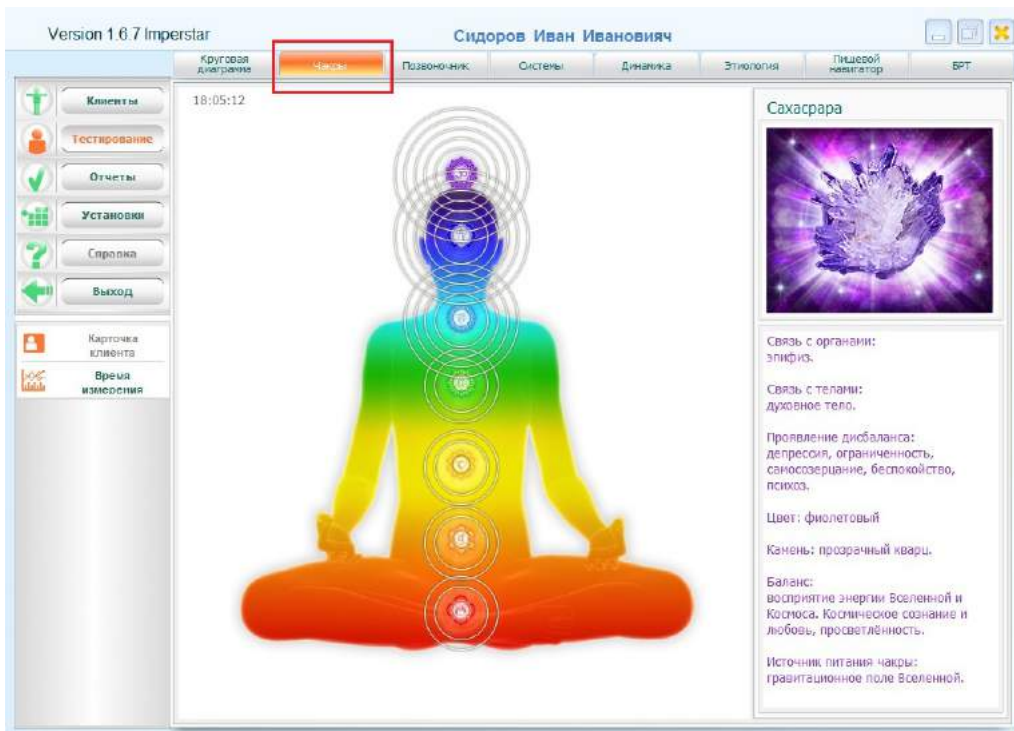 Version 1.6.7 Imperstar
Сидоров Иван Иванович
Круговая
диаграмма
Чакры
Позвоночник
Системы
Динамика
Этиология
Пищевой
навигатор
БРТ
Клиенты
Тестирование
Отчеты
Установки
Справка
Выход
Карточка
клиента
Время
измерения
18:05:12
Сахасрара
Связь с органами:
эпифиз.
Связь с телами:
духовное тело.
Проявление дисбаланса:
депрессия, ограниченность,
самосозерцание, беспокойство,
психоз.
Цвет: фиолетовый
Камень: прозрачный кварц.
Баланс:
восприятие энергии Вселенной и
Космоса. Космическое сознание и
любовь, просветлённость.
Источник питания чакры:
гравитационное поле Вселенной.